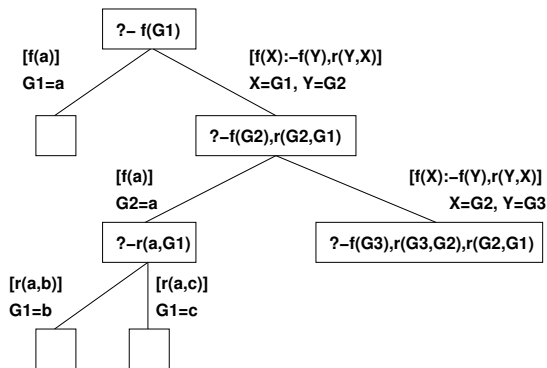 ?– f(G1)
[f(a)]
G1=a
[f(X):–f(Y),r(Y,X)]
X=G1, Y=G2
?–f(G2),r(G2,G1)
[f(a)]
G2=a
[f(X):–f(Y),r(Y,X)]
X=G2, Y=G3
?–r(a,G1)
?–f(G3),r(G3,G2),r(G2,G1)
[r(a,b)]
G1=b
[r(a,c)]
G1=c